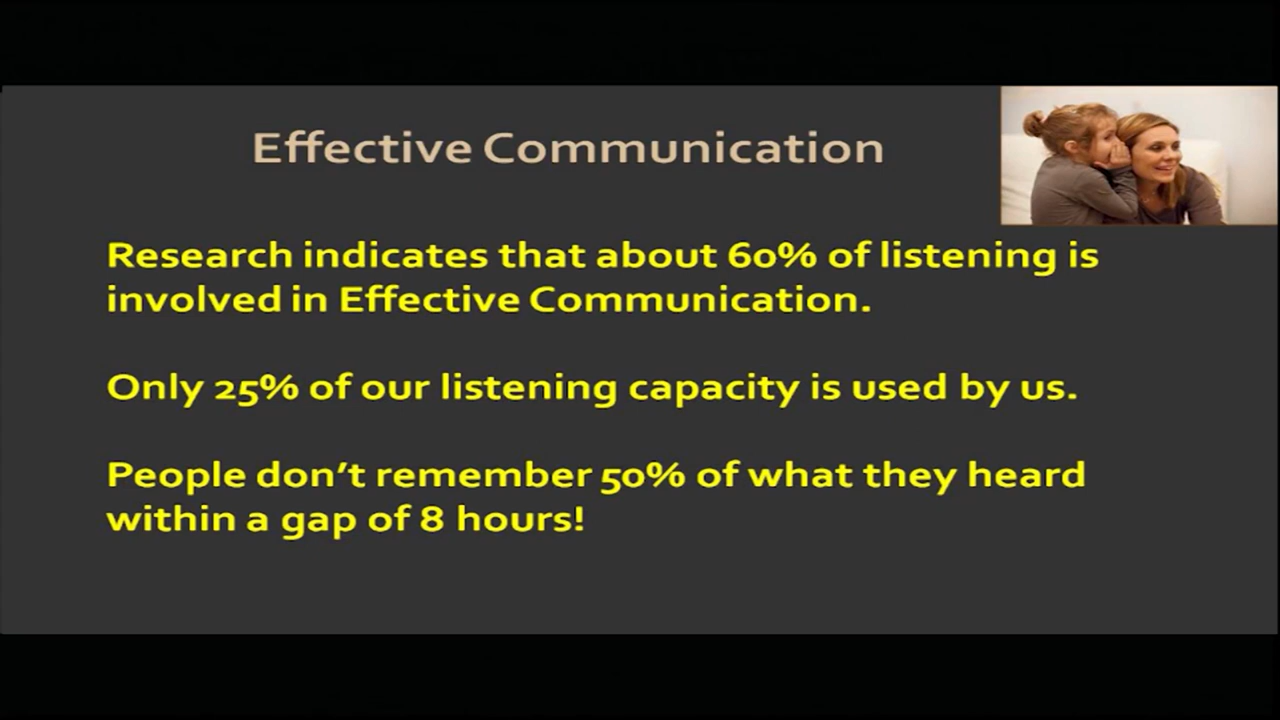 Effective Communication
Research indicates that about 60% of listening is
involved in Effective Communication.
Only 25% of our listening capacity is used by us.
People don’t remember 50% of what they heard
within a gap of 8 hours!